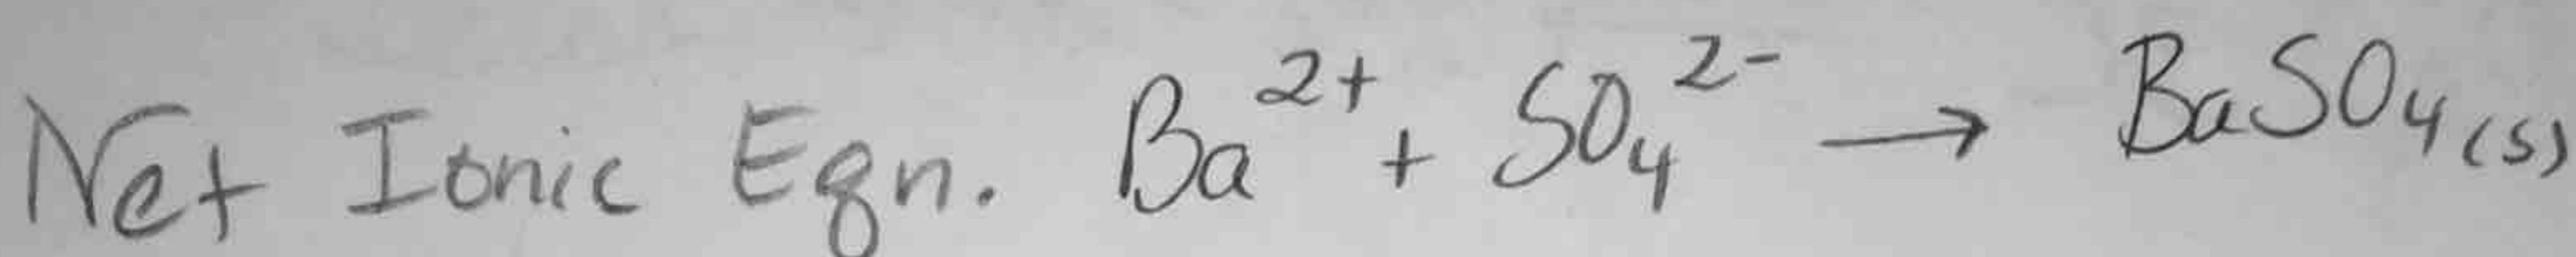 Net Ionic Eqn. Ba²⁺ + SO₄²⁻ → BaSO₄(s)